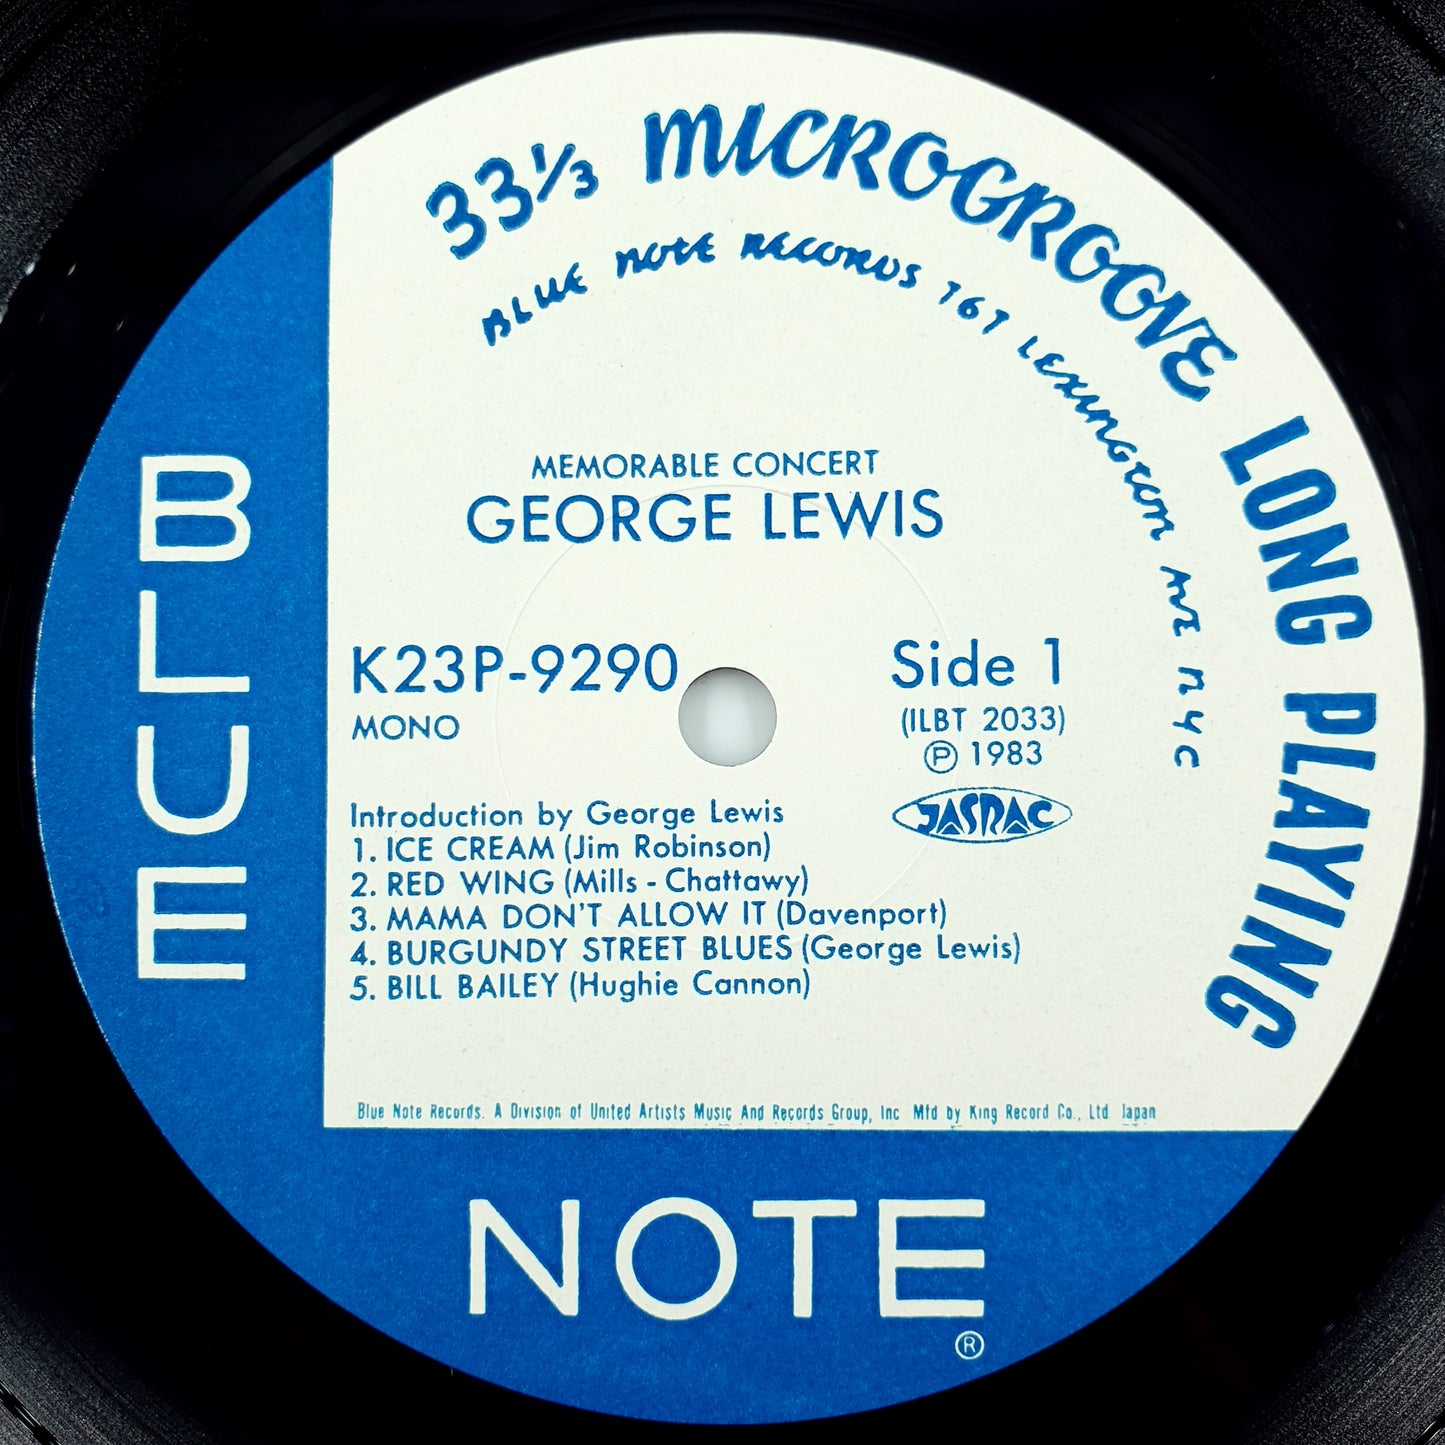 33⅓ MICROGROOVE LONG PLAYING
BLUE NOTE RECORDS 767 LEXINGTON AVE NYC
MEMORABLE CONCERT
GEORGE LEWIS
K23P-9290
MONO
Side 1
(ILBT 2033)
Ⓟ 1983
JASRAC
Introduction by George Lewis
1. ICE CREAM (Jim Robinson)
2. RED WING (Mills - Chattawy)
3. MAMA DON'T ALLOW IT (Davenport)
4. BURGUNDY STREET BLUES (George Lewis)
5. BILL BAILEY (Hughie Cannon)
Blue Note Records. A Division of United Artists Music And Records Group, Inc Mfd by King Record Co., Ltd Japan
BLUE
NOTE
®